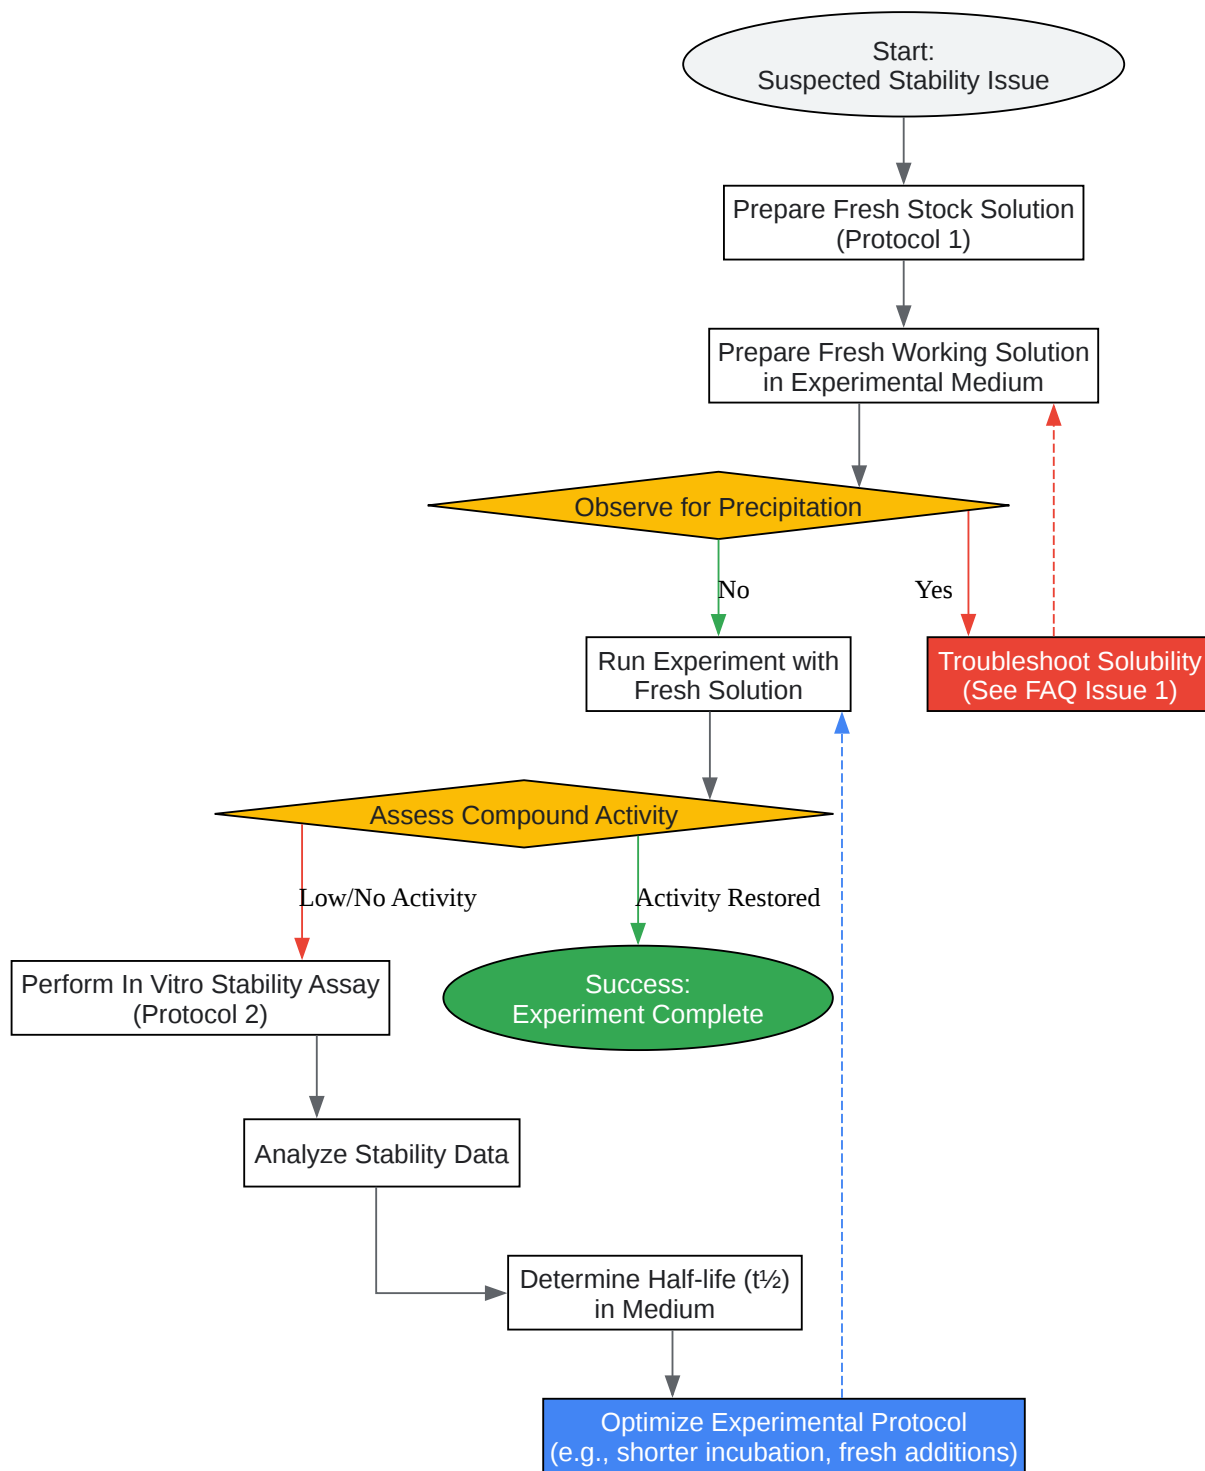 Start:
Suspected Stability Issue
Prepare Fresh Stock Solution
(Protocol 1)
Prepare Fresh Working Solution
in Experimental Medium
Observe for Precipitation
No
Yes
Run Experiment with
Fresh Solution
Troubleshoot Solubility
(See FAQ Issue 1)
Assess Compound Activity
Low/No Activity
Activity Restored
Perform In Vitro Stability Assay
(Protocol 2)
Success:
Experiment Complete
Analyze Stability Data
Determine Half-life (t½)
in Medium
Optimize Experimental Protocol
(e.g., shorter incubation, fresh additions)